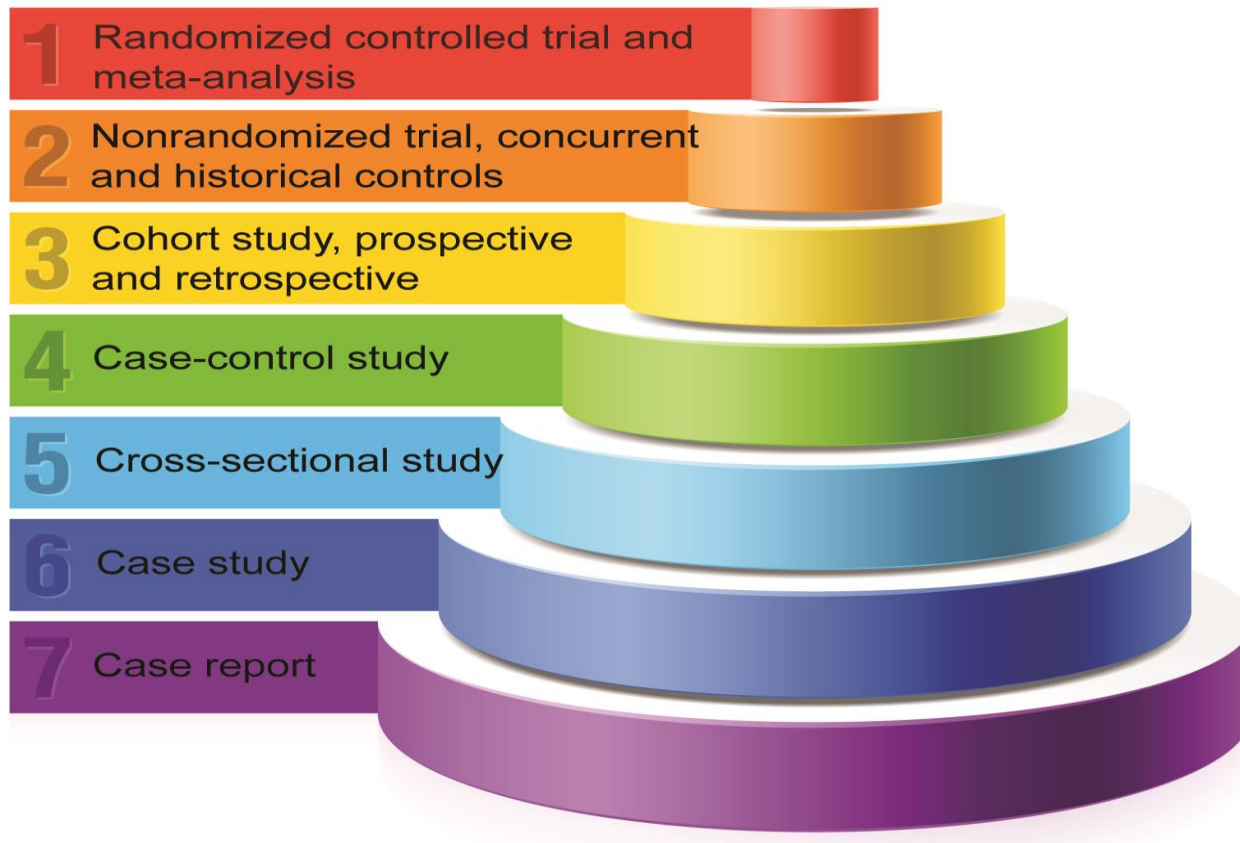 1 Randomized controlled trial and
meta-analysis
2 Nonrandomized trial, concurrent
and historical controls
3 Cohort study, prospective
and retrospective
4 Case-control study
5 Cross-sectional study
6 Case study
7 Case report